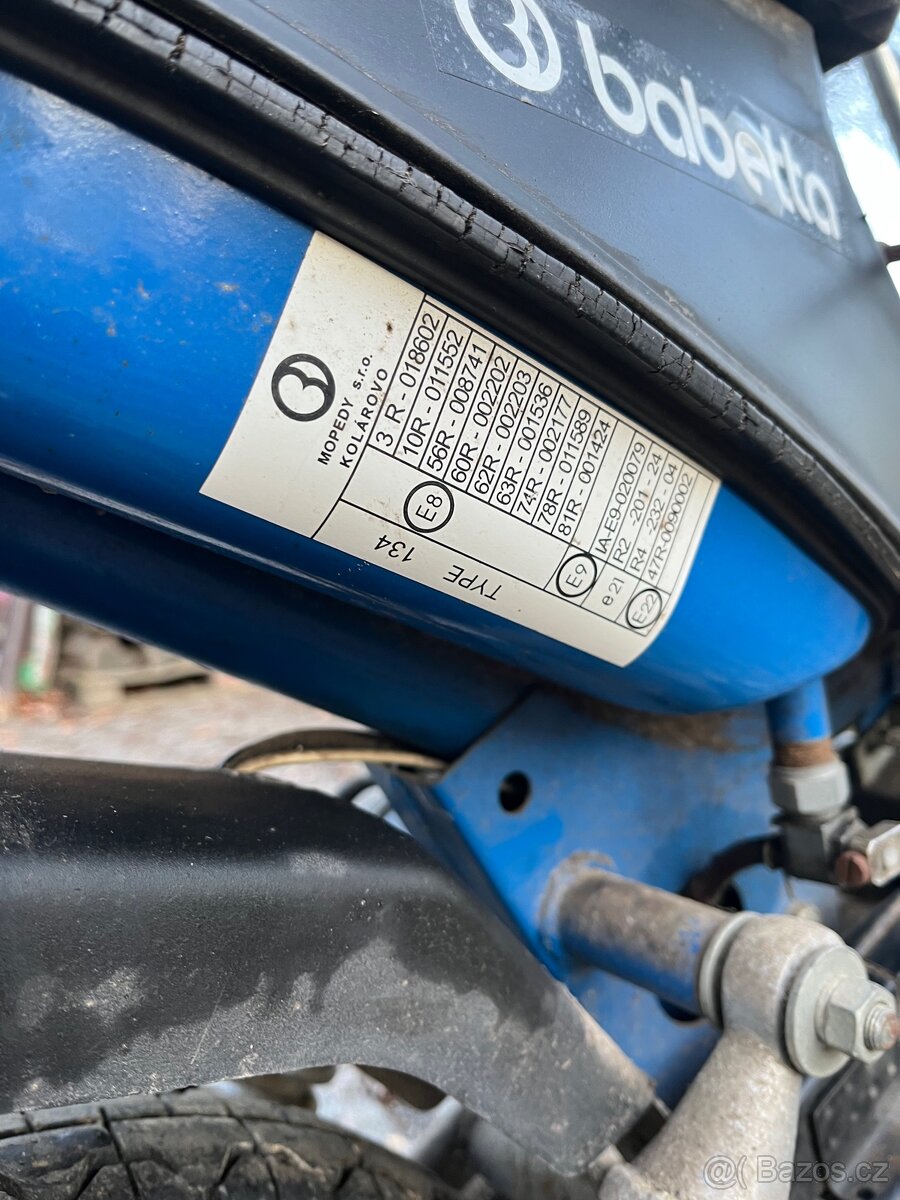 babetta
MOPEDY s.r.o.
KOLÁROVO
3 R - 018602
10R - 011552
56R - 008741
60R - 002202
62R - 002203
63R - 001536
74R - 002177
78R - 011589
81R - 001424
E8
TYPE 134
E9 IA-E9-020079
e 21 R2 -201 - 24
R4 -232 - 04
E22 47R-0090002
@( Bazos.cz